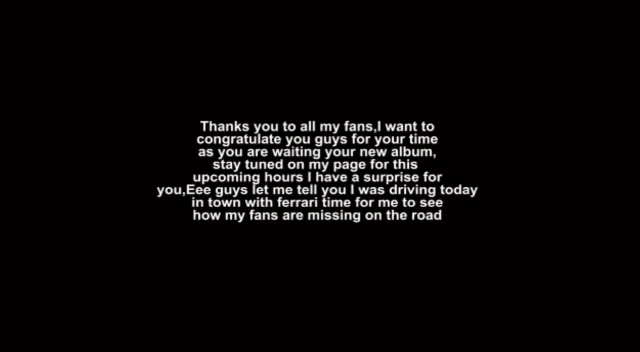 Thanks you to all my fans,I want to
congratulate you guys for your time
as you are waiting your new album,
stay tuned on my page for this
upcoming hours I have a surprise for
you,Eee guys let me tell you I was driving today
in town with ferrari time for me to see
how my fans are missing on the road